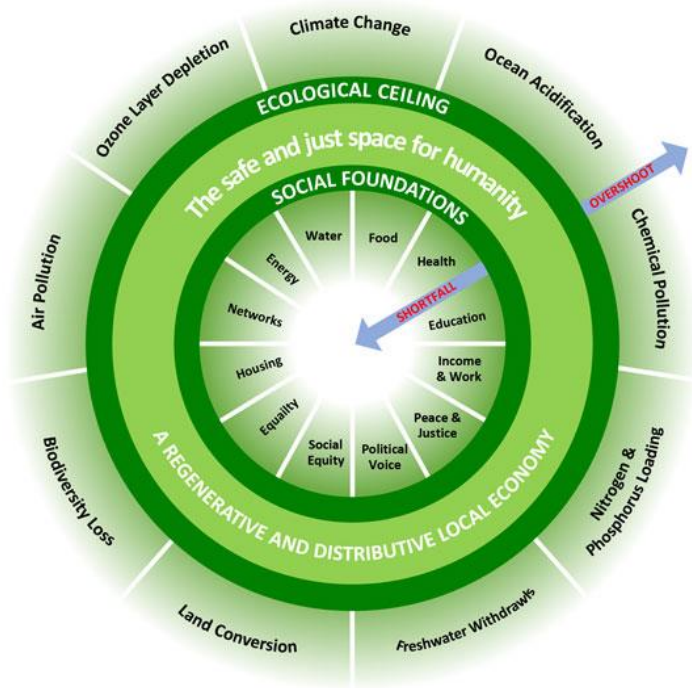 Climate Change
Ocean Acidification
Chemical Pollution
Nitrogen &
Phosphorus Loading
Freshwater Withdrawls
Land Conversion
Biodiversity Loss
Air Pollution
Ozone Layer Depletion
OVERSHOOT
ECOLOGICAL CEILING
The safe and just space for humanity
SOCIAL FOUNDATIONS
Water
Food
Health
SHORTFALL
Education
Income
& Work
Peace &
Justice
Political
Voice
Social
Equity
Equailty
Housing
Networks
Energy
A REGENERATIVE AND DISTRIBUTIVE LOCAL ECONOMY